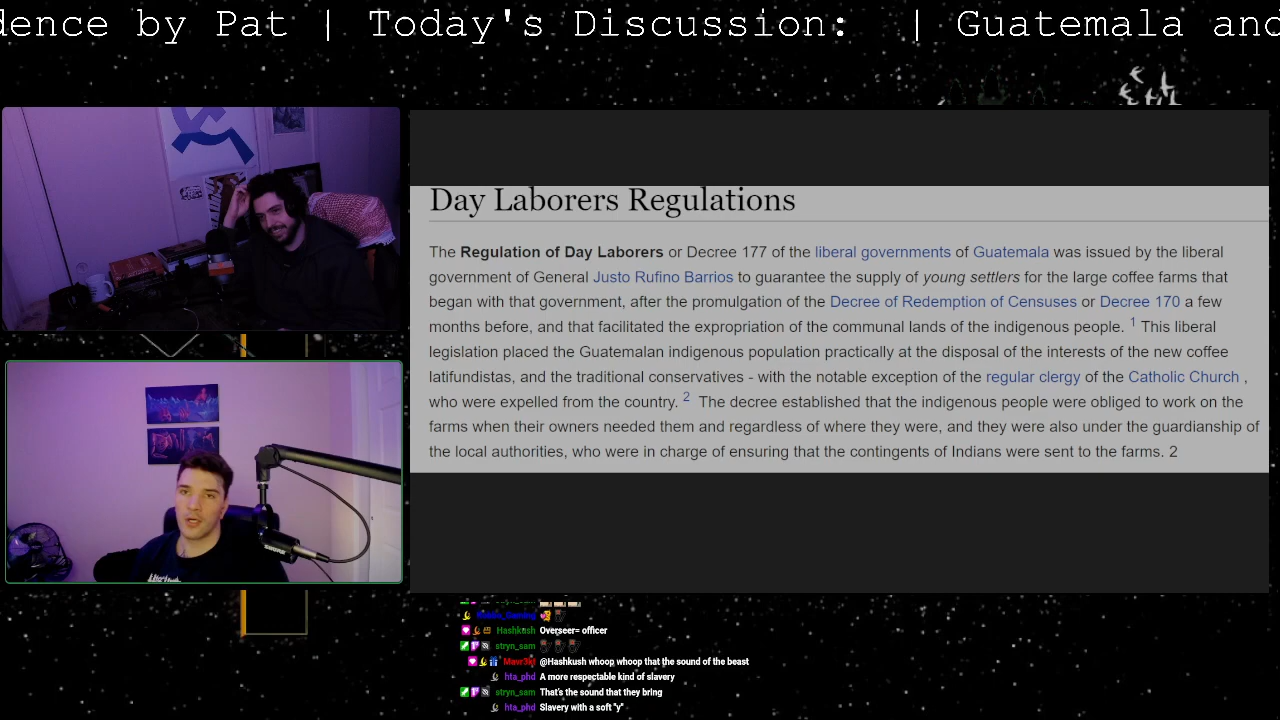 dence by Pat | Today's Discussion:  | Guatemala and
Day Laborers Regulations
The Regulation of Day Laborers or Decree 177 of the liberal governments of Guatemala was issued by the liberal
government of General Justo Rufino Barrios to guarantee the supply of young settlers for the large coffee farms that
began with that government, after the promulgation of the Decree of Redemption of Censuses or Decree 170 a few
months before, and that facilitated the expropriation of the communal lands of the indigenous people. 1 This liberal
legislation placed the Guatemalan indigenous population practically at the disposal of the interests of the new coffee
latifundistas, and the traditional conservatives - with the notable exception of the regular clergy of the Catholic Church ,
who were expelled from the country. 2 The decree established that the indigenous people were obliged to work on the
farms when their owners needed them and regardless of where they were, and they were also under the guardianship of
the local authorities, who were in charge of ensuring that the contingents of Indians were sent to the farms. 2
Hashkush Overseer= officer
stryn_sam
@Hashkush whoop whoop that the sound of the beast
hta_phd A more respectable kind of slavery
stryn_sam That's the sound that they bring
hta_phd Slavery with a soft "y"